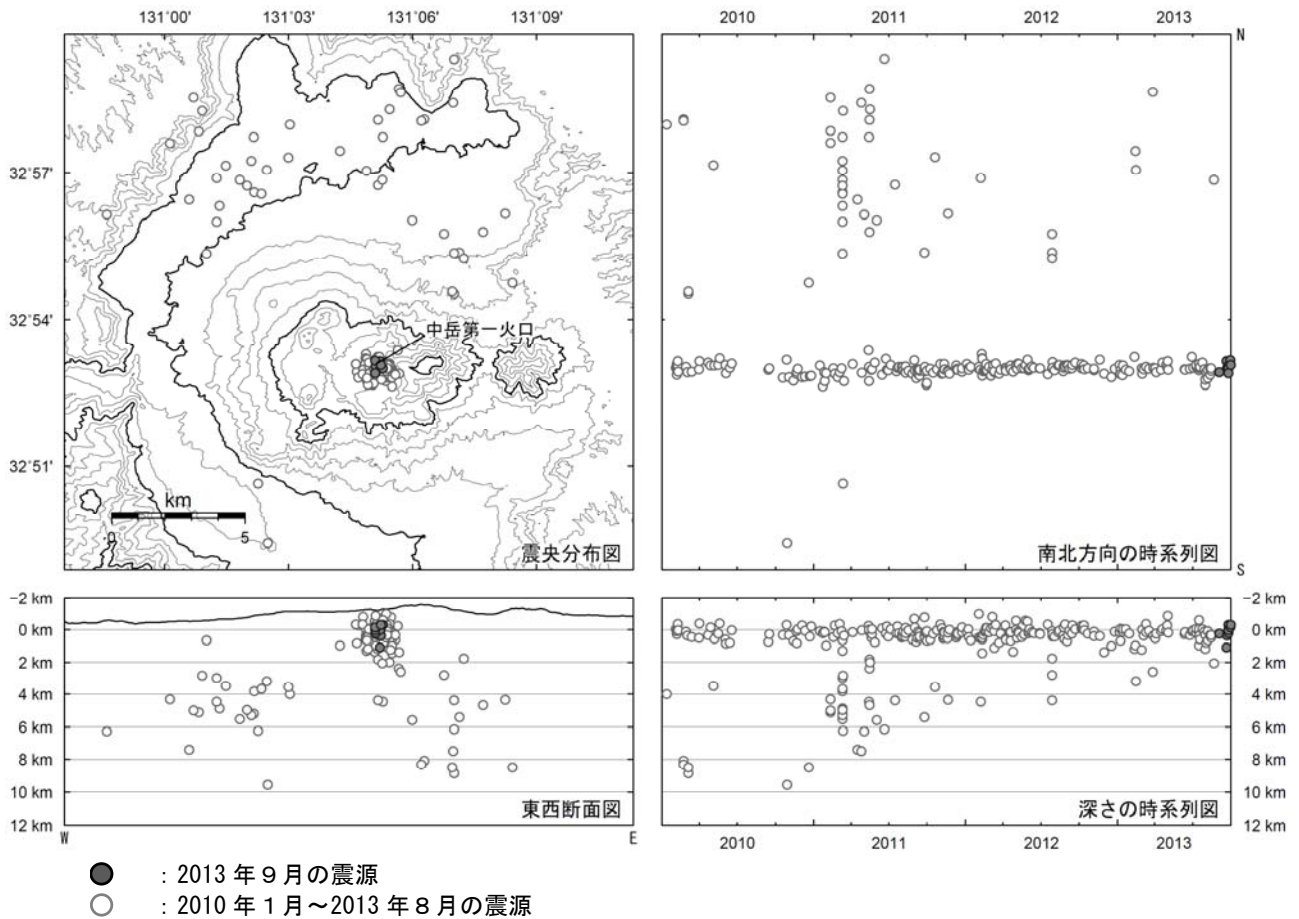 131°00' 131°03' 131°06' 131°09'
2010 2011 2012 2013
N
32°57'
32°54'
中岳第一火口
32°51'
km
0 5
震央分布図
南北方向の時系列図
S
-2 km -2 km
0 km 0 km
2 km 2 km
4 km 4 km
6 km 6 km
8 km 8 km
10 km 10 km
東西断面図 深さの時系列図
12 km 12 km
W E
2010 2011 2012 2013
：2013 年９月の震源
：2010 年１月～2013 年８月の震源